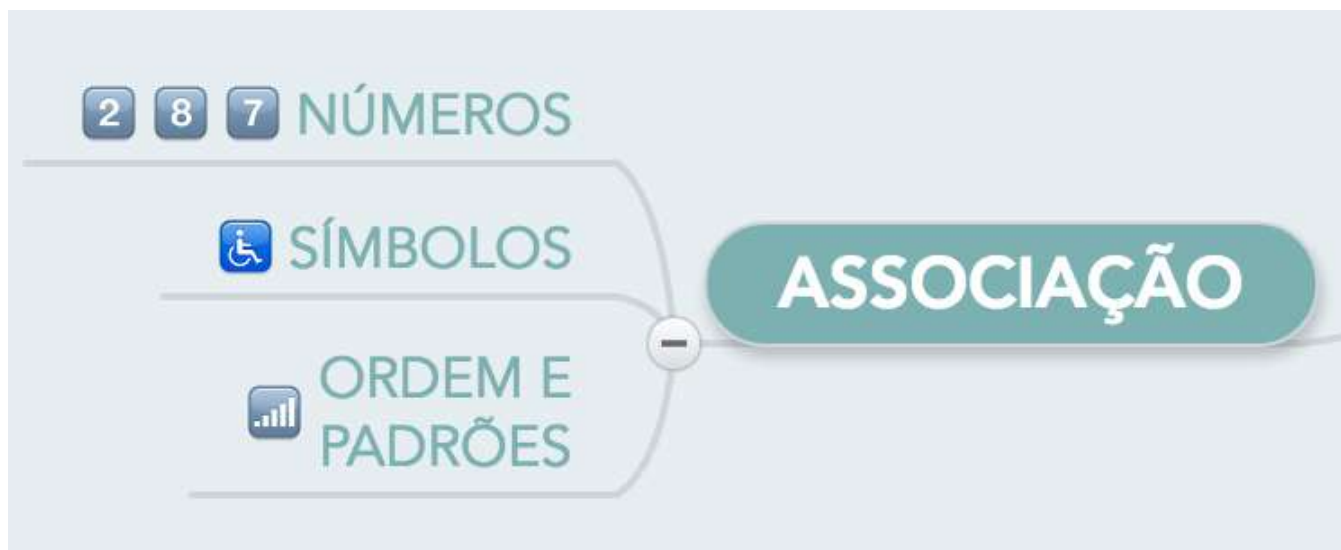 2 8 7 NÚMEROS
SÍMBOLOS
ORDEM E
PADRÕES
ASSOCIAÇÃO